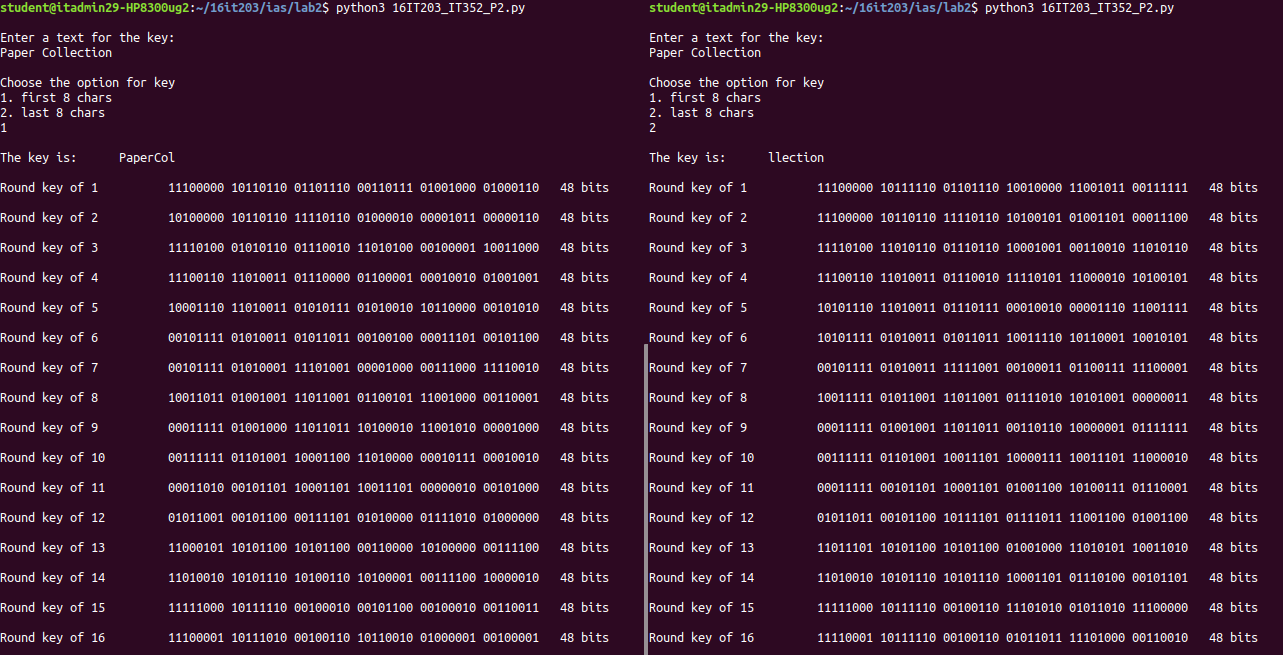 student@itadmin29-HP8300ug2:~/16it203/ias/lab2$ python3 16IT203_IT352_P2.py
Enter a text for the key:
Paper Collection
Choose the option for key
1. first 8 chars
2. last 8 chars
1
The key is: PaperCol
Round key of 1 11100000 10110110 01101110 00110111 01001000 01000110 48 bits
Round key of 2 10100000 10110110 11110110 01000010 00001011 00000110 48 bits
Round key of 3 11110100 01010110 01110010 11010100 00100001 10011000 48 bits
Round key of 4 11100110 11010011 01110000 01100001 00010010 01001001 48 bits
Round key of 5 10001110 11010011 01010111 01010010 10110000 00101010 48 bits
Round key of 6 00101111 01010011 01011011 00100100 00011101 00101100 48 bits
Round key of 7 00101111 01010001 11101001 00001000 00111000 11110010 48 bits
Round key of 8 10011011 01001001 11011001 01100101 11001000 00110001 48 bits
Round key of 9 00011111 01001000 11011011 10100010 11001010 00001000 48 bits
Round key of 10 00111111 01101001 10001100 11010000 00010111 00010010 48 bits
Round key of 11 00011010 00101101 10001101 10011101 00000010 00101000 48 bits
Round key of 12 01011001 00101100 00111101 01010000 01111010 01000000 48 bits
Round key of 13 11000101 10101100 10101100 00110000 10100000 00111100 48 bits
Round key of 14 11010010 10101110 10100110 10100001 00111100 10000010 48 bits
Round key of 15 11111000 10111110 00100010 00101100 00100010 00110011 48 bits
Round key of 16 11100001 10111010 00100110 10110010 01000001 00100001 48 bits
student@itadmin29-HP8300ug2:~/16it203/ias/lab2$ python3 16IT203_IT352_P2.py
Enter a text for the key:
Paper Collection
Choose the option for key
1. first 8 chars
2. last 8 chars
2
The key is: llection
Round key of 1 11100000 10111110 01101110 10010000 11001011 00111111 48 bits
Round key of 2 11100000 10110110 11110110 10100101 01001101 00011100 48 bits
Round key of 3 11110100 11010110 01110110 10001001 00110010 11010110 48 bits
Round key of 4 11100110 11010011 01110010 11110101 11000010 10100101 48 bits
Round key of 5 10101110 11010011 01110111 00010010 00001110 11001111 48 bits
Round key of 6 10101111 01010011 01011011 10011110 10110001 10010101 48 bits
Round key of 7 00101111 01010011 11111001 00100011 01100111 11100001 48 bits
Round key of 8 10011111 01011001 11011001 01111010 10101001 00000011 48 bits
Round key of 9 00011111 01001001 11011011 00110110 10000001 01111111 48 bits
Round key of 10 00111111 01101001 10011101 10000111 10011101 11000010 48 bits
Round key of 11 00011111 00101101 10001101 01001100 10100111 01110001 48 bits
Round key of 12 01011011 00101100 10111101 01111011 11001100 01001100 48 bits
Round key of 13 11011101 10101100 10101100 01001000 11010101 10011010 48 bits
Round key of 14 11010010 10101110 10101110 10001101 01110100 00101101 48 bits
Round key of 15 11111000 10111110 00100110 11101010 01011010 11100000 48 bits
Round key of 16 11110001 10111110 00100110 01011011 11101000 00110010 48 bits